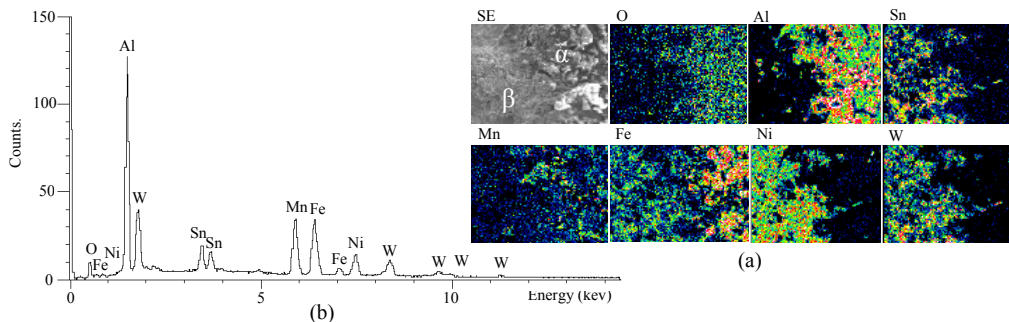 150
100
50
0
Counts.
Al
W
O
Fe
Ni
Sn
Sn
Mn
Fe
Fe
Ni
W
W
W
W
0
5
10
Energy (kev)
(b)
SE
O
Al
Sn
α
β
Mn
Fe
Ni
W
(a)